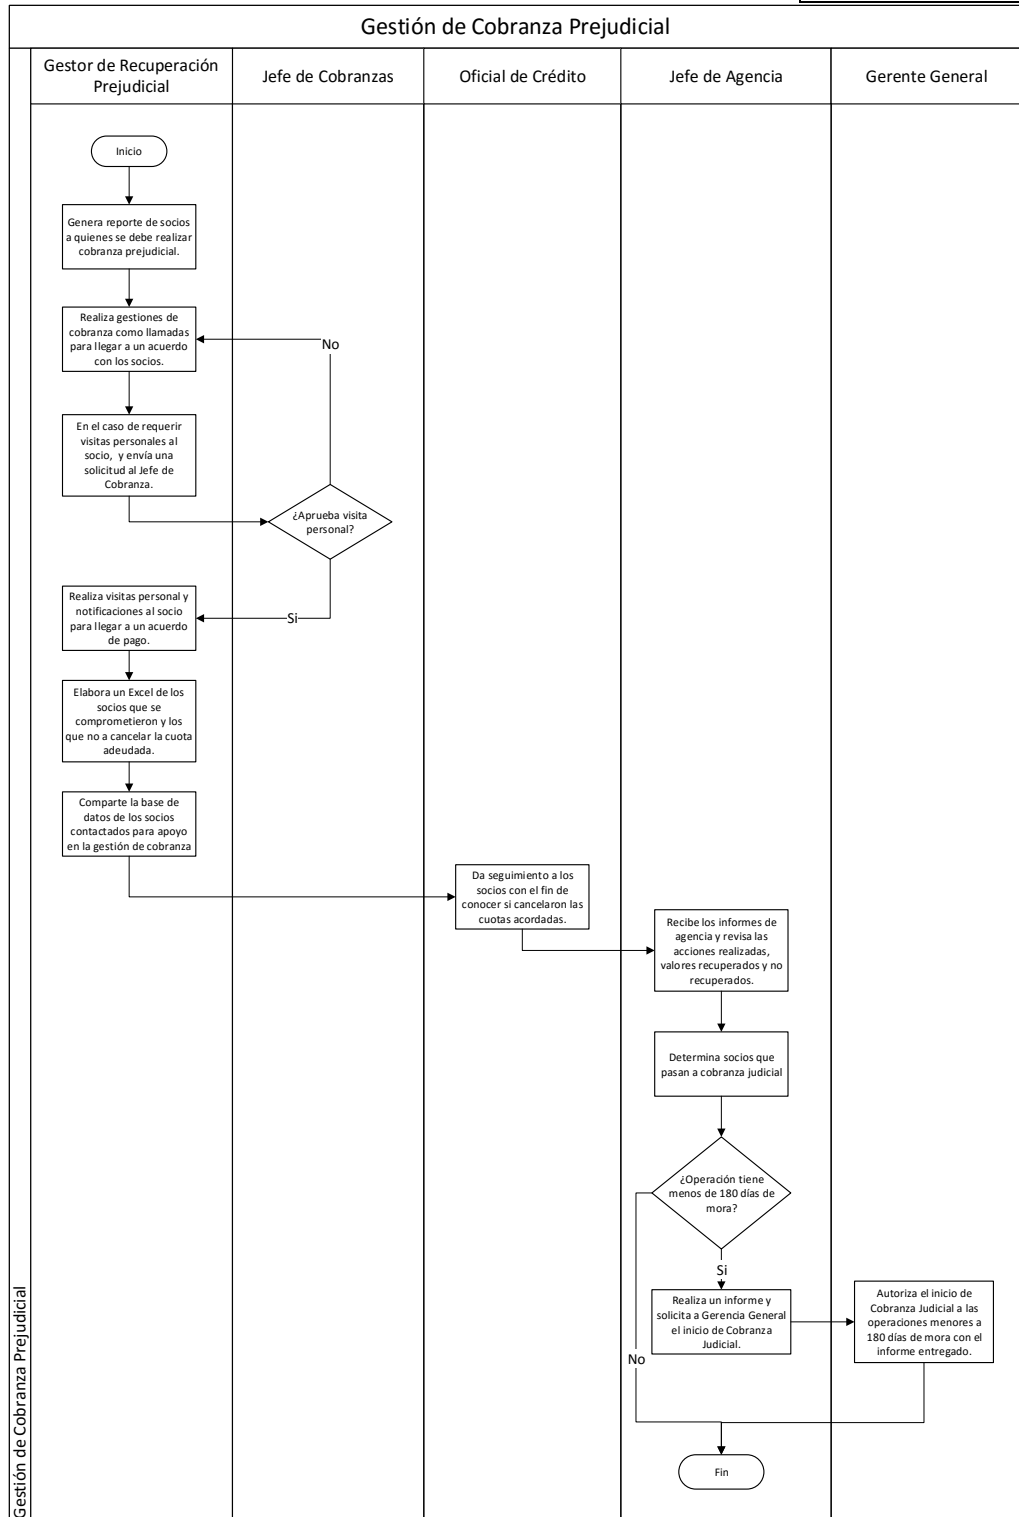 Gestión de Cobranza Prejudicial
Gestor de Recuperación
Prejudicial
Jefe de Cobranzas
Oficial de Crédito
Jefe de Agencia
Gerente General
Inicio
Genera reporte de socios
a quienes se debe realizar
cobranza prejudicial.
Realiza gestiones de
cobranza como llamadas
para llegar a un acuerdo
con los socios.
No
En el caso de requerir
visitas personales al
socio, y envía una
solicitud al Jefe de
Cobranza.
¿Aprueba visita
personal?
Realiza visitas personal y
notificaciones al socio
para llegar a un acuerdo
de pago.
Si
Elabora un Excel de los
socios que se
comprometieron y los
que no a cancelar la cuota
adeudada.
Comparte la base de
datos de los socios
contactados para apoyo
en la gestión de cobranza
Da seguimiento a los
socios con el fin de
conocer si cancelaron las
cuotas acordadas.
Recibe los informes de
agencia y revisa las
acciones realizadas,
valores recuperados y no
recuperados.
Determina socios que
pasan a cobranza judicial
¿Operación tiene
menos de 180 días de
mora?
Si
Realiza un informe y
solicita a Gerencia General
el inicio de Cobranza
Judicial.
Autoriza el inicio de
Cobranza Judicial a las
operaciones menores a
180 días de mora con el
informe entregado.
No
Fin
Gestión de Cobranza Prejudicial